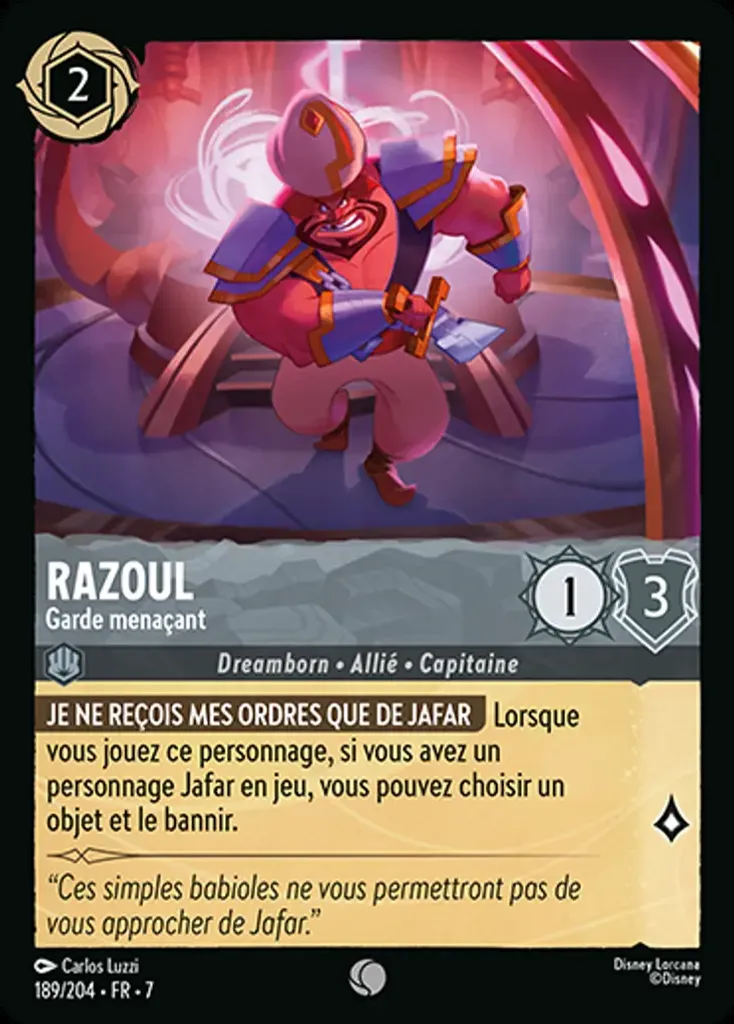 2
RAZOUL
Garde menaçant
1
3
Dreamborn • Allié • Capitaine
JE NE REÇOIS MES ORDRES QUE DE JAFAR Lorsque
vous jouez ce personnage, si vous avez un
personnage Jafar en jeu, vous pouvez choisir un
objet et le bannir.
“Ces simples babioles ne vous permettront pas de
vous approcher de Jafar.”
Carlos Luzzi
189/204 • FR • 7
Disney Lorcana
©Disney